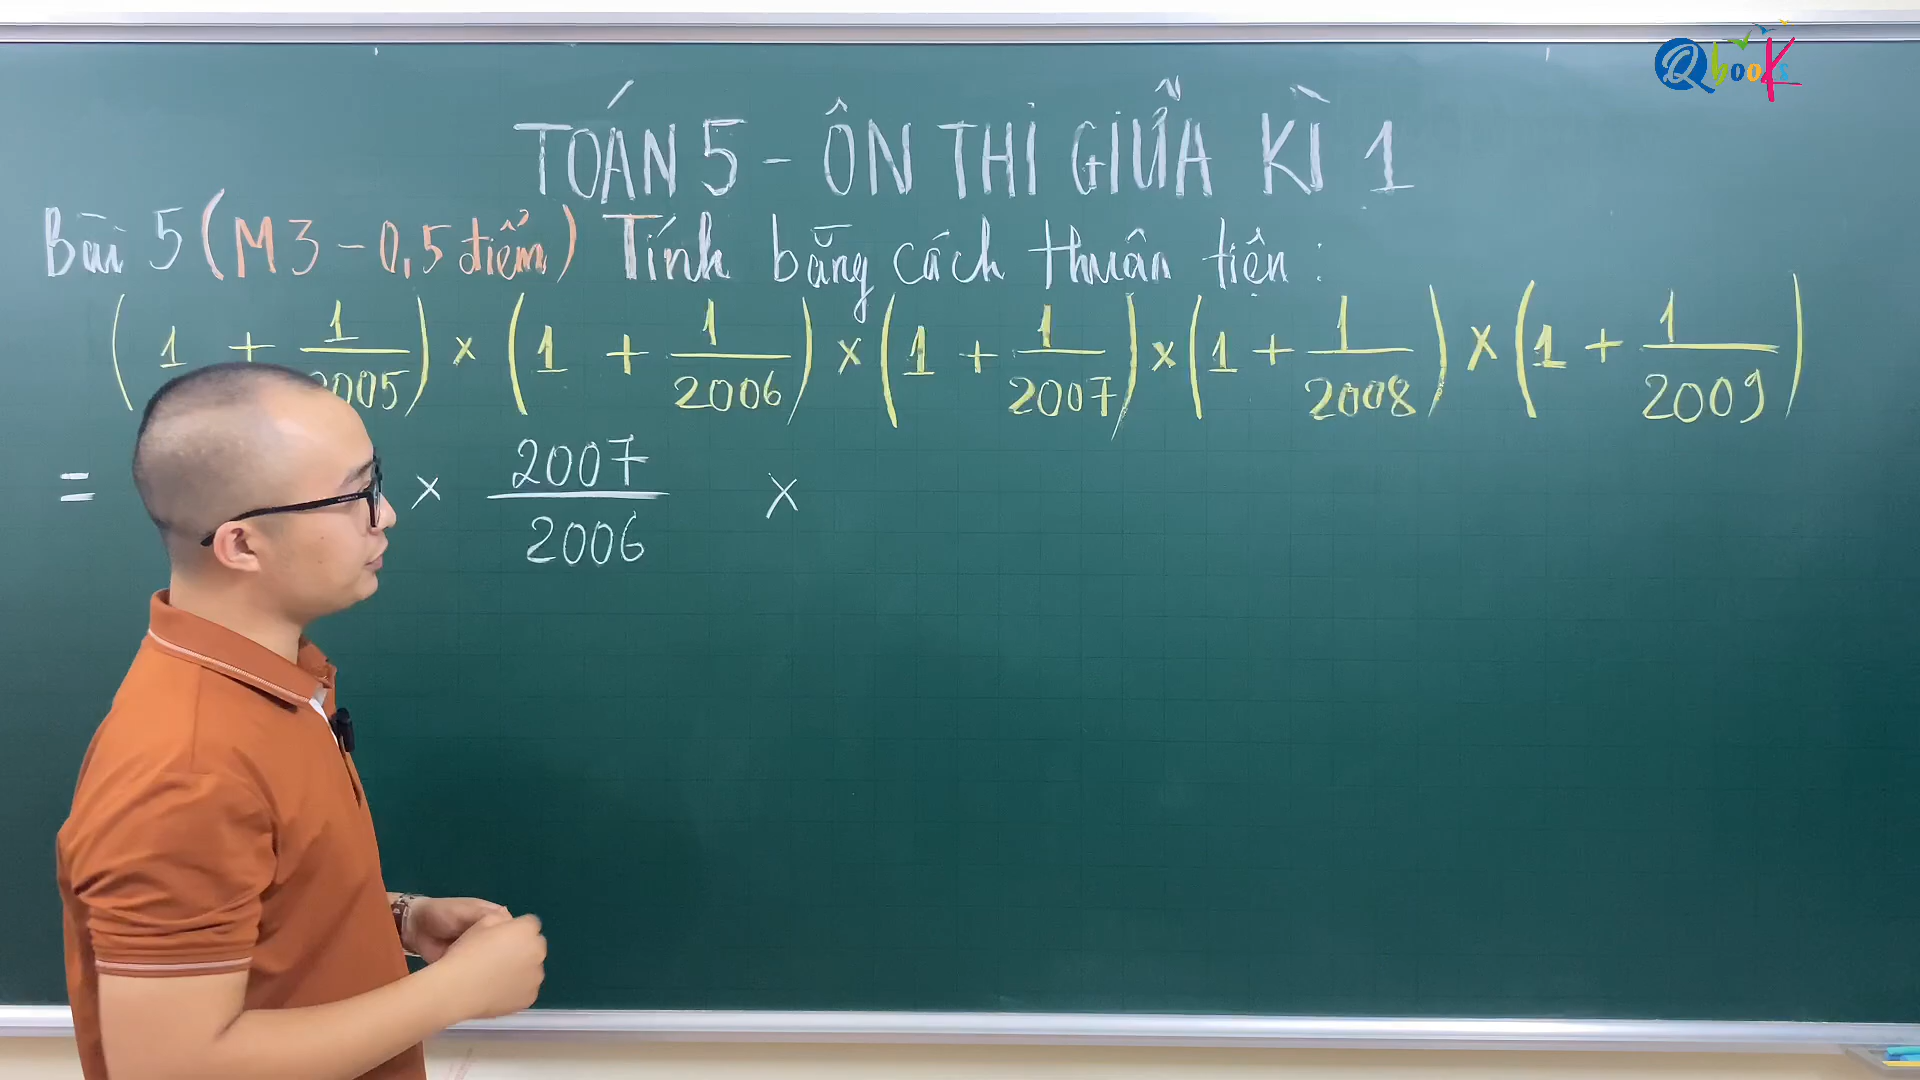 Qbooks
TOÁN 5 - ÔN THI GIỮA KÌ 1
Bài 5 (M3 - 0,5 điểm) Tính bằng cách thuận tiện :
(1 + 1/2005) × (1 + 1/2006) × (1 + 1/2007) × (1 + 1/2008) × (1 + 1/2009)
= × 2007/2006 ×